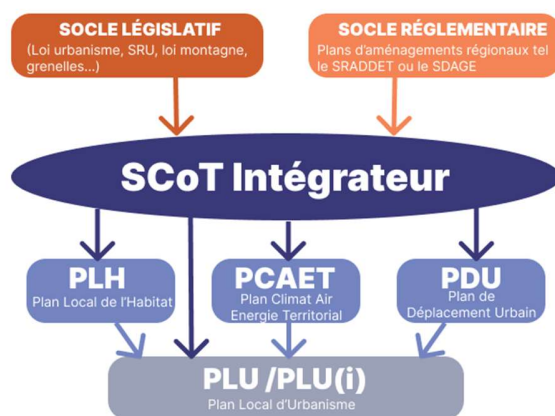 SOCLE LÉGISLATIF
(Loi urbanisme, SRU, loi montagne,
grenelles...)
SOCLE RÉGLEMENTAIRE
Plans d'aménagements régionaux tel
le SRADDET ou le SDAGE
SCoT Intégrateur
PLH
Plan Local de l'Habitat
PCAET
Plan Climat Air
Energie Territorial
PDU
Plan de
Déplacement Urbain
PLU /PLU(i)
Plan Local d'Urbanisme